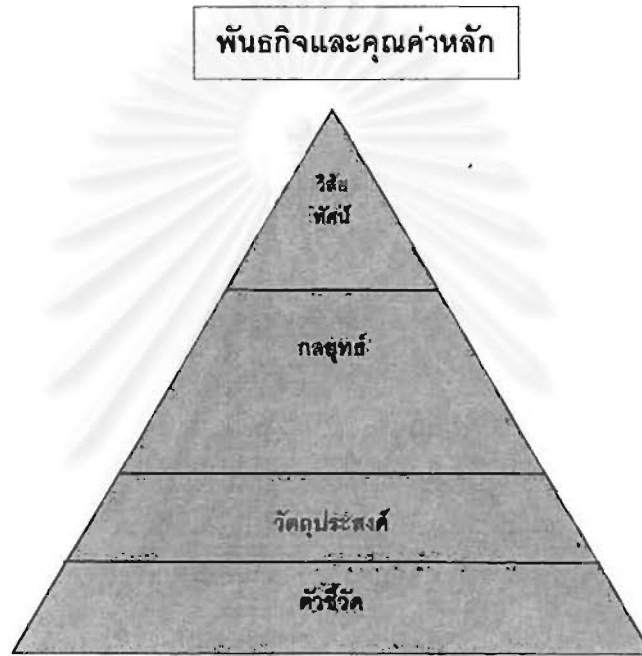 พันธกิจและคุณค่าหลัก
วิสัย
ทัศน์
กลยุทธ์
วัตถุประสงค์
ตัวชี้วัด